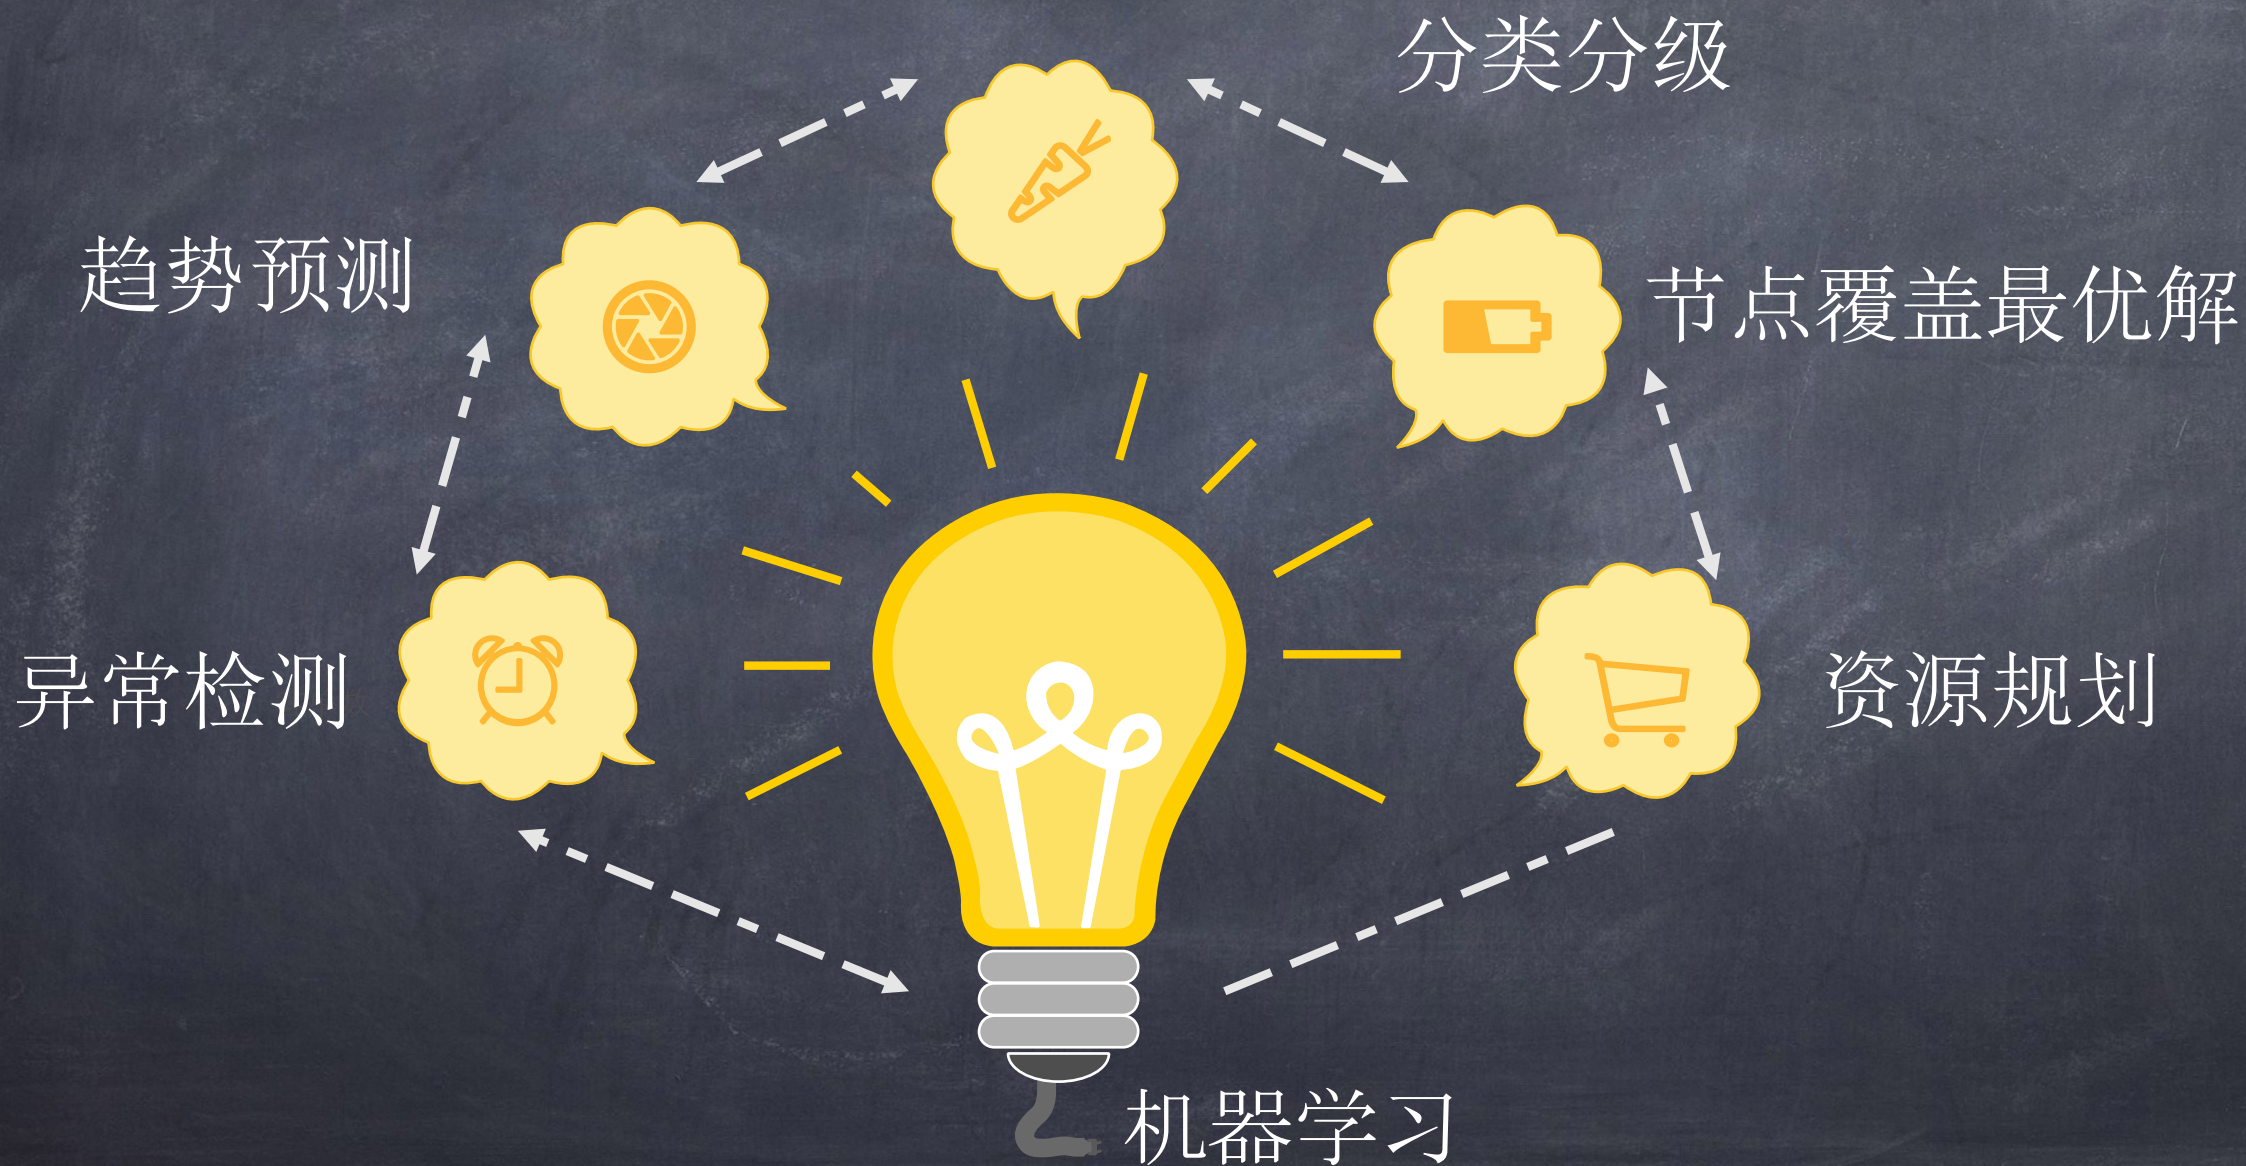 分类分级
趋势预测
节点覆盖最优解
异常检测
资源规划
机器学习